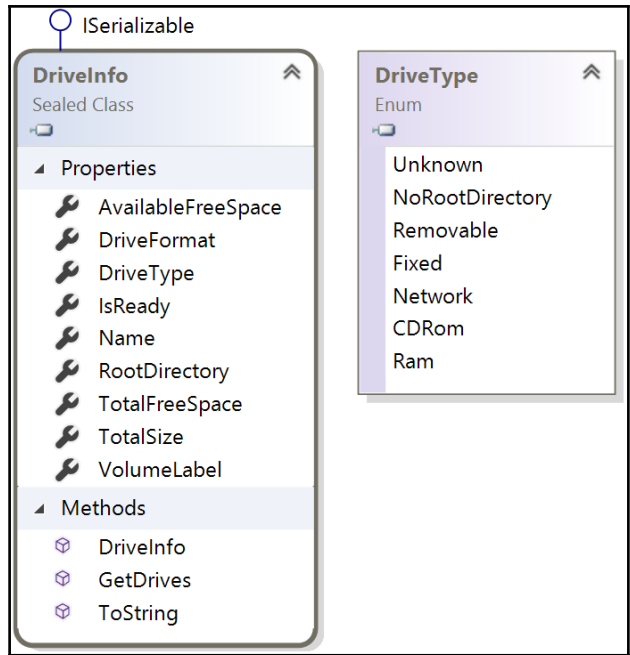 ISerializable
DriveInfo
Sealed Class
Properties
AvailableFreeSpace
DriveFormat
DriveType
IsReady
Name
RootDirectory
TotalFreeSpace
TotalSize
VolumeLabel
Methods
DriveInfo
GetDrives
ToString
DriveType
Enum
Unknown
NoRootDirectory
Removable
Fixed
Network
CDRom
Ram